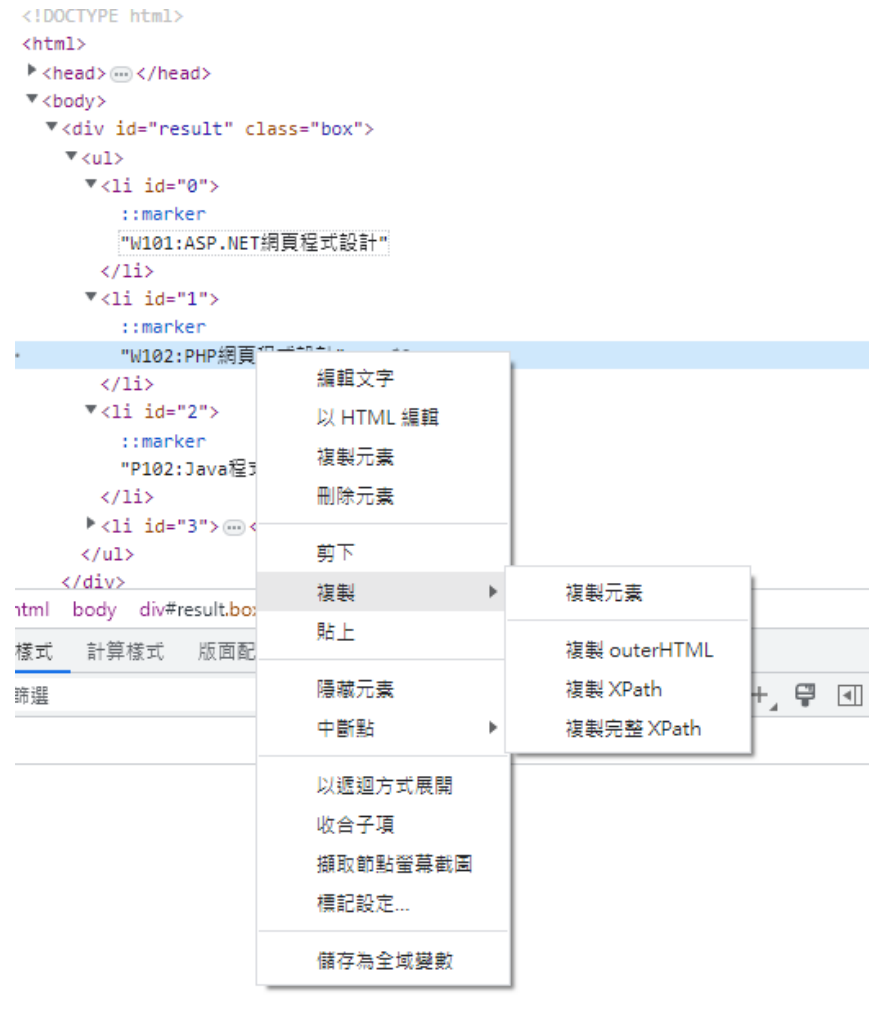 <!DOCTYPE html>
<html>
<head>…</head>
<body>
<div id="result" class="box">
<ul>
<li id="0">
::marker
"W101:ASP.NET網頁程式設計"
</li>
<li id="1">
::marker
"W102:PHP網頁
</li>
<li id="2">
::marker
"P102:Java程
</li>
<li id="3">…<
</ul>
</div>
html body div#result.box
樣式 計算樣式 版面配
篩選
編輯文字
以 HTML 編輯
複製元素
刪除元素
剪下
複製
貼上
隱藏元素
中斷點
以遞迴方式展開
收合子項
擷取節點螢幕截圖
標記設定...
儲存為全域變數
複製元素
複製 outerHTML
複製 XPath
複製完整 XPath